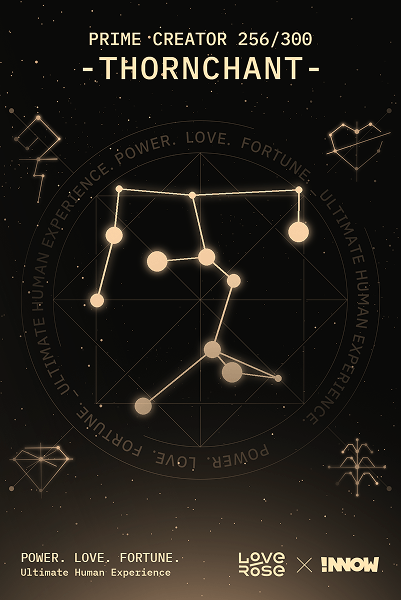 PRIME·CREATOR 256/300
-THORNCHANT-
POWER. LOVE. FORTUNE. ULTIMATE HUMAN EXPERIENCE. POWER. LOVE. FORTUNE. ULTIMATE HUMAN EXPERIENCE.
POWER. LOVE. FORTUNE.
Ultimate Human Experience
LOVE
ROSE
×
!NNOW